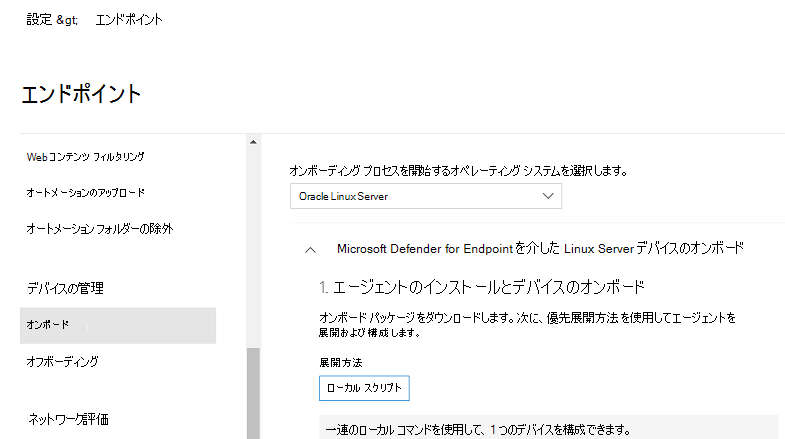 設定 &gt; エンドポイント
エンドポイント
Webコンテンツ フィルタリング
オートメーションのアップロード
オートメーション フォルダーの除外
デバイスの管理
オンボード
オフボーディング
ネットワーク評価
オンボーディング プロセスを開始するオペレーティング システムを選択します。
Oracle Linux Server
Microsoft Defender for Endpointを介した Linux Server デバイスのオンボード
1. エージェントのインストールとデバイスのオンボード
オンボード パッケージをダウンロードします。次に、優先展開方法 を使用してエージェントを
展開および構成します。
展開方法
ローカル スクリプト
一連のローカル コマンドを使用して、1つのデバイスを構成できます。